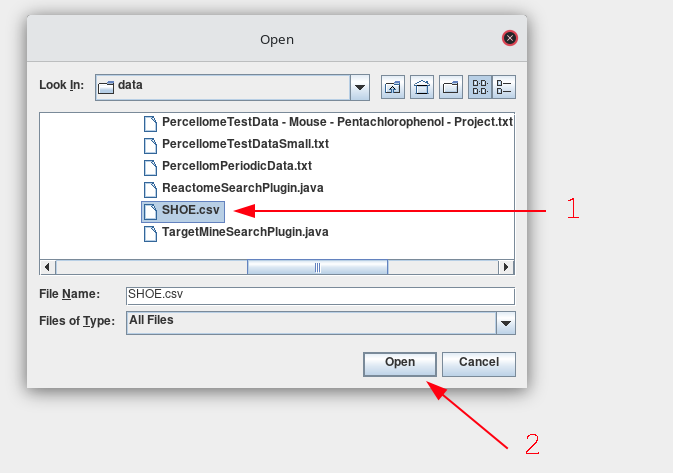 Open
Look In: data
PercellomeTestData - Mouse - Pentachlorophenol - Project.txt
PercellomeTestDataSmall.txt
PercellomPeriodicData.txt
ReactomeSearchPlugin.java
SHOE.csv 1
TargetMineSearchPlugin.java
File Name: SHOE.csv
Files of Type: All Files
Open Cancel
2